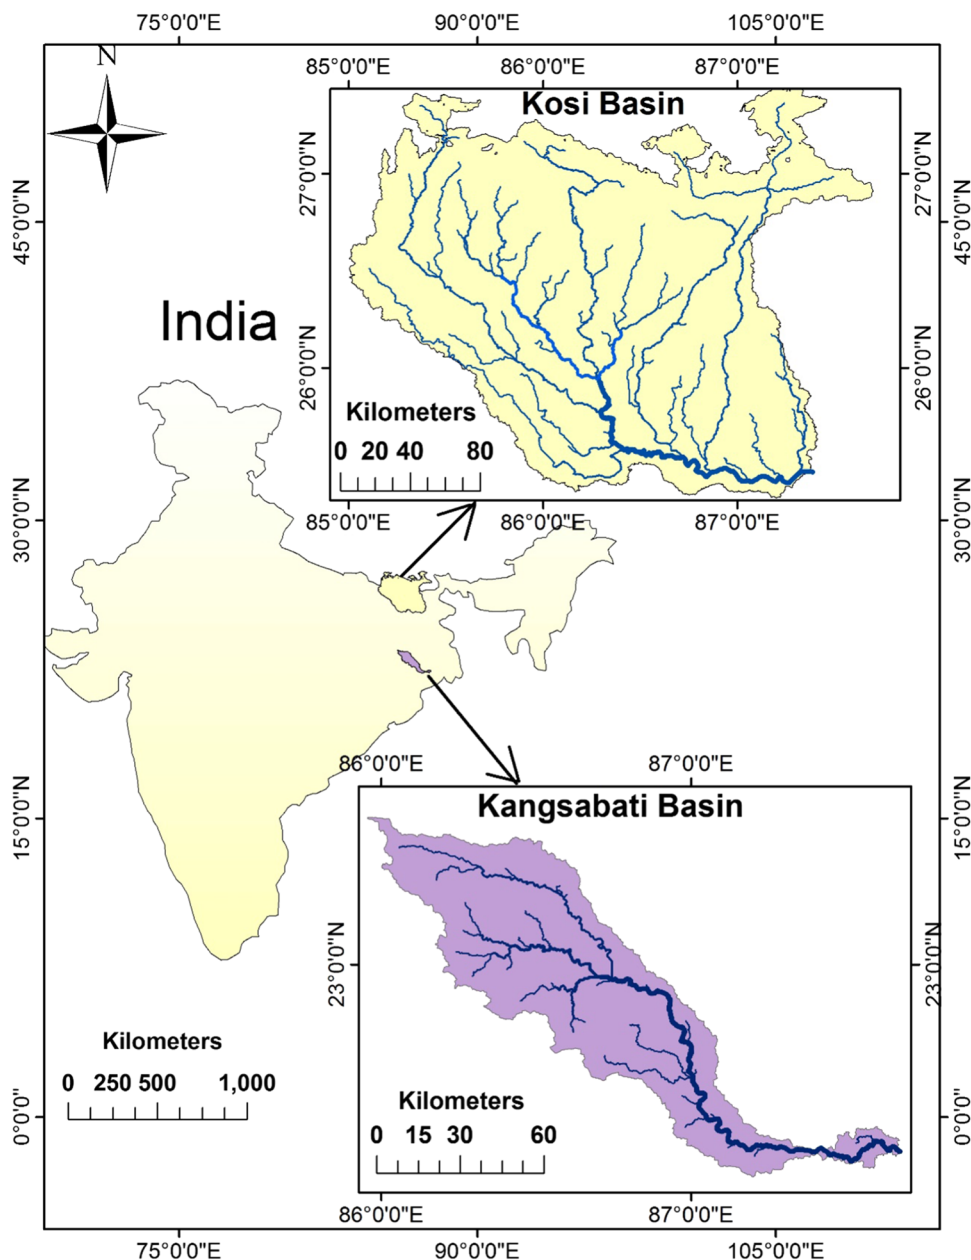 75°0'0"E 90°0'0"E 105°0'0"E
N
85°0'0"E 86°0'0"E 87°0'0"E
Kosi Basin
27°0'0"N 27°0'0"N
45°0'0"N 45°0'0"N
India
26°0'0"N 26°0'0"N
Kilometers
0 20 40 80
85°0'0"E 86°0'0"E 87°0'0"E
30°0'0"N 30°0'0"N
86°0'0"E 87°0'0"E
Kangsabati Basin
15°0'0"N 15°0'0"N
23°0'0"N 23°0'0"N
Kilometers
0 250 500 1,000
Kilometers
0 15 30 60
0°0'0" 0°0'0"
86°0'0"E 87°0'0"E
75°0'0"E 90°0'0"E 105°0'0"E